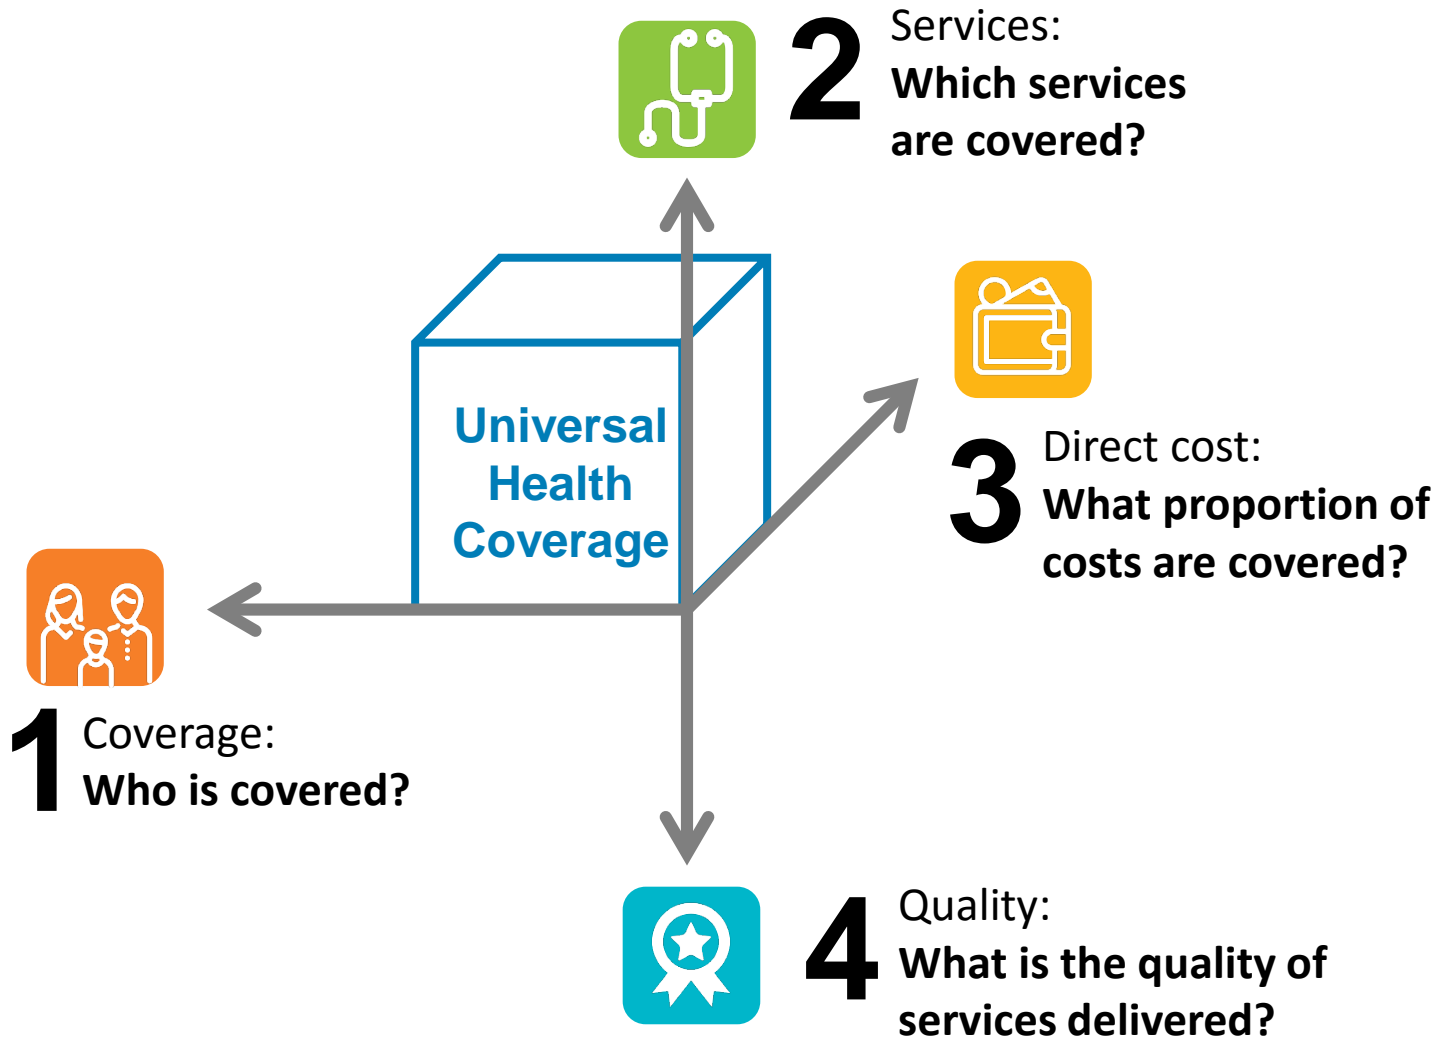 2
Services:
Which services
are covered?
Universal
Health
Coverage
3
Direct cost:
What proportion of
costs are covered?
1
Coverage:
Who is covered?
4
Quality:
What is the quality of
services delivered?